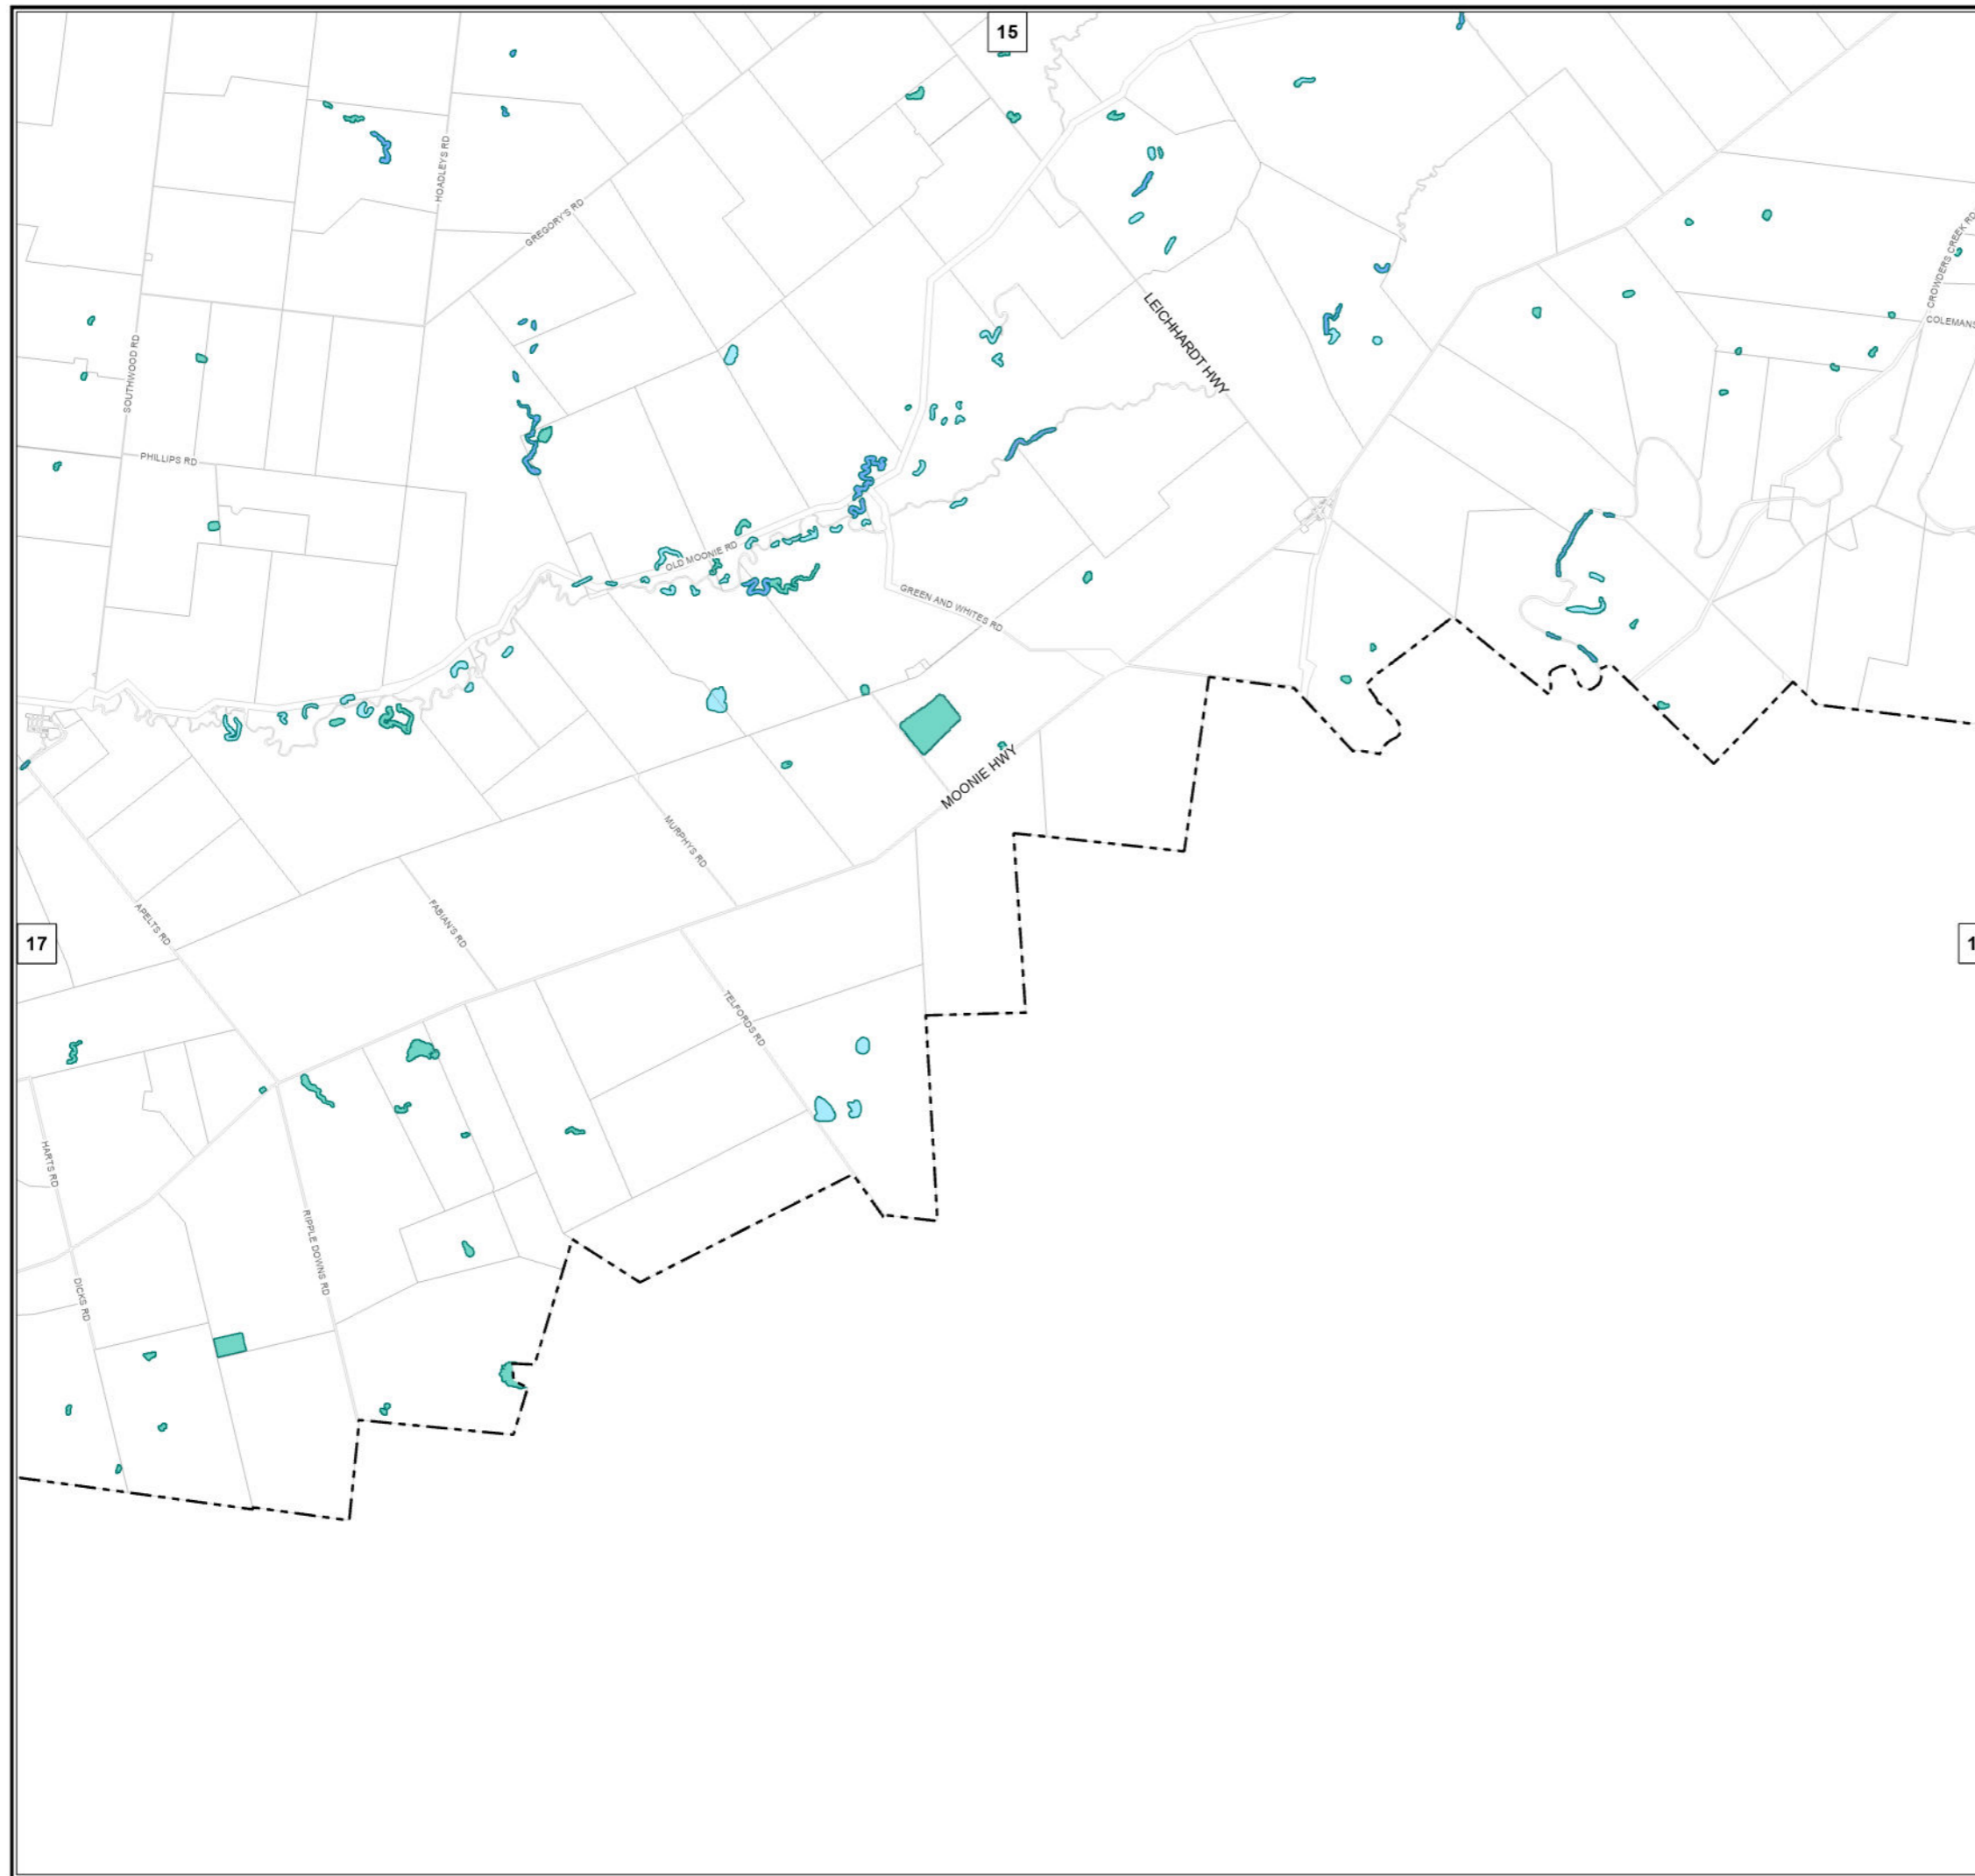 15
HOADLEYS RD
GREGORY'S RD
CROWDERS CREEK RD
LEICHHARDT HWY
COLEMANS
SOUTHWOOD RD
PHILLIPS RD
OLD MOONIE RD
GREEN AND WHITES RD
MOONIE HWY
MURPHYS RD
APELTS RD
FABIAN'S RD
17
1
TELFORDS RD
HARTS RD
RIPPLE DOWNS RD
DICKS RD